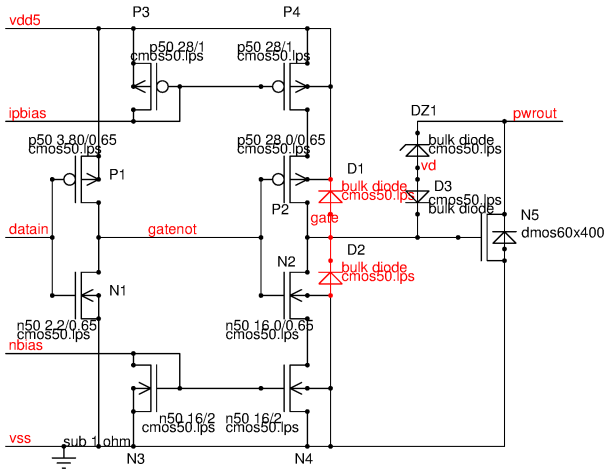 P3
P4
vdd5
p50 28/1
cmos50.lps
p50 28/1
cmos50.lps
ipbias
DZ1
pwrout
p50 3.80/0.65
cmos50.lps
p50 28.0/0.65
cmos50.lps
bulk diode
cmos50.lps
vd
P1
D1
bulk diode
cmos50.lps
D3
cmos50.lps
bulk diode
P2
gate
N5
dmos60x400
datain
gatenot
D2
N2
bulk diode
cmos50.lps
N1
n50 2.2/0.65
cmos50.lps
n50 16.0/0.65
cmos50.lps
nbias
n50 16/2
cmos50.lps
n50 16/2
cmos50.lps
vss
sub 1 ohm
N3
N4